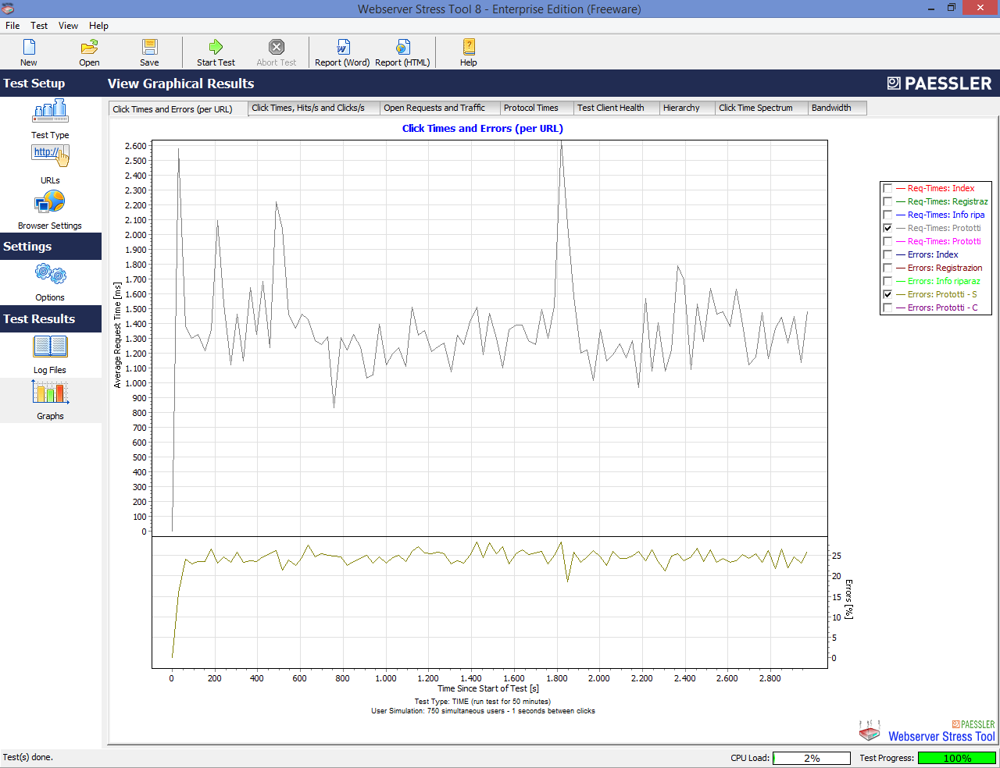 Webserver Stress Tool 8 - Enterprise Edition (Freeware)
File Test View Help
New Open Save Start Test Abort Test Report (Word) Report (HTML) Help
Test Setup
View Graphical Results
PAESSLER
Test Type
http://
URLs
Browser Settings
Settings
Options
Test Results
Log Files
Graphs
Click Times and Errors (per URL) Click Times, Hits/s and Clicks/s Open Requests and Traffic Protocol Times Test Client Health Hierarchy Click Time Spectrum Bandwidth
Click Times and Errors (per URL)
Average Request Time [ms]
2.600
2.500
2.400
2.300
2.200
2.100
2.000
1.900
1.800
1.700
1.600
1.500
1.400
1.300
1.200
1.100
1.000
900
800
700
600
500
400
300
200
100
0
25
20
15
10
5
0
Errors [%]
0 200 400 600 800 1.000 1.200 1.400 1.600 1.800 2.000 2.200 2.400 2.600 2.800
Time Since Start of Test [s]
Test Type: TIME (run test for 50 minutes)
User Simulation: 750 simultaneous users - 1 seconds between clicks
Req-Times: Index
Req-Times: Registraz
Req-Times: Info ripa
Req-Times: Prototti
Req-Times: Prototti
Errors: Index
Errors: Registrazion
Errors: Info riparaz
Errors: Prototti - S
Errors: Prototti - C
PAESSLER
Webserver Stress Tool
Test(s) done.
CPU Load: 2% Test Progress: 100%